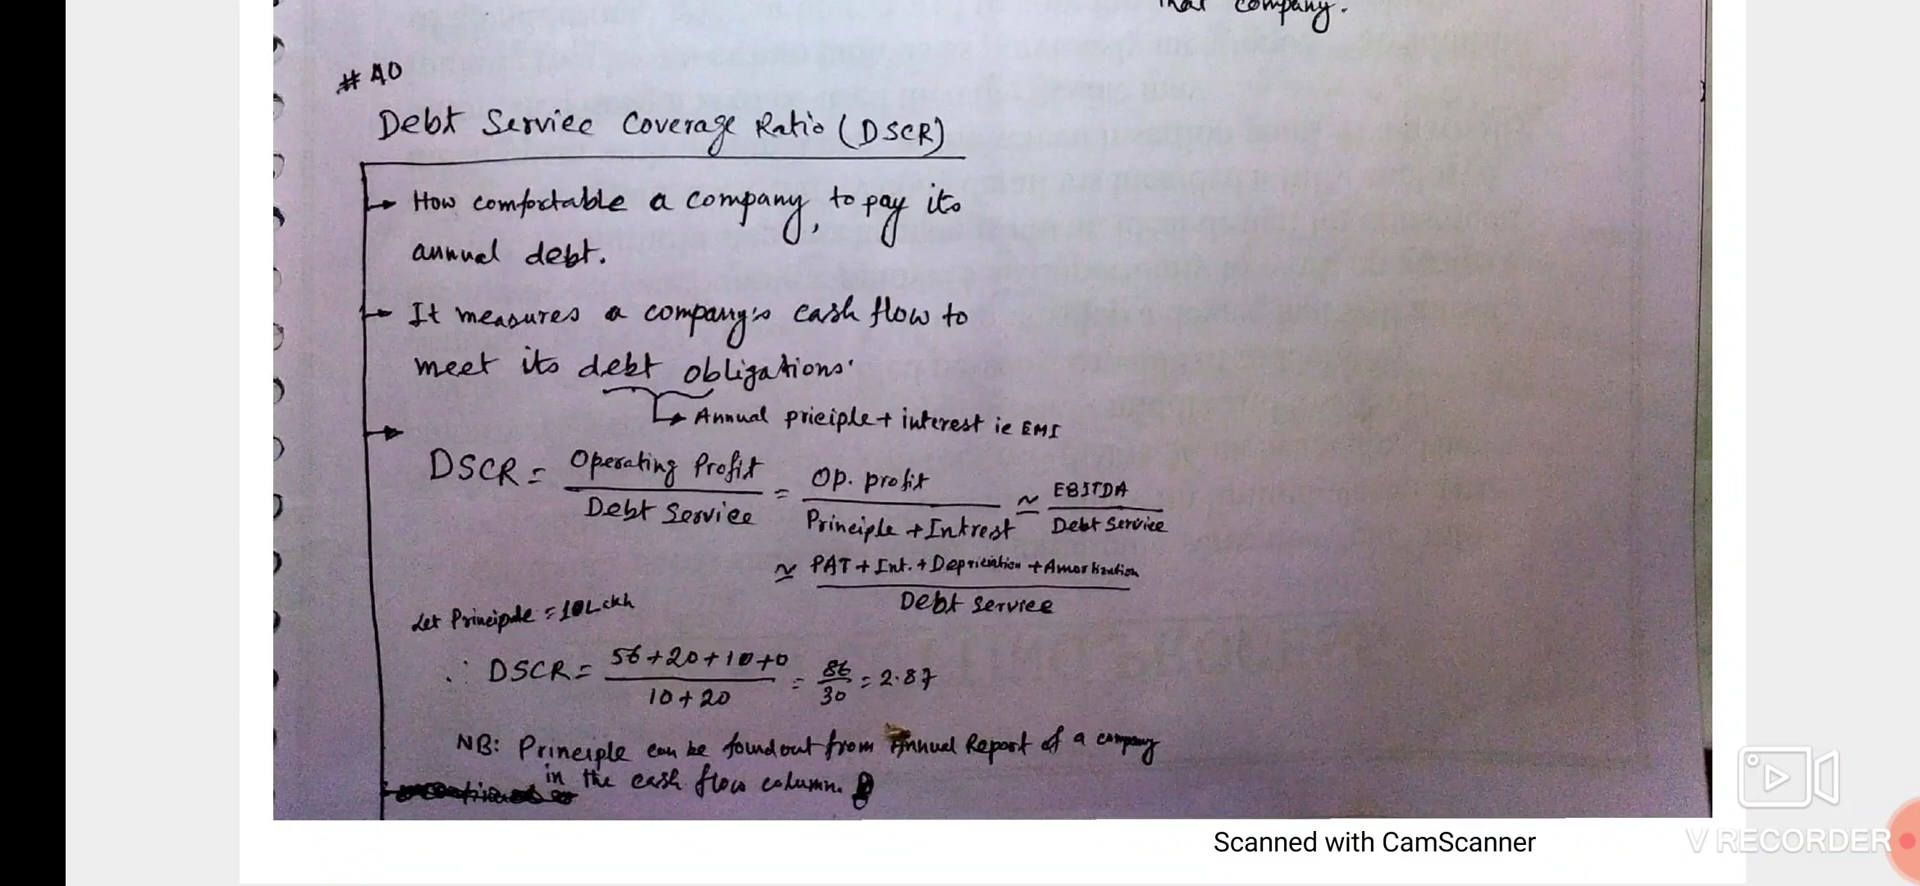 that company.
# 40
Debt Service Coverage Ratio (DSCR)
How comfortable a company, to pay its
annual debt.
It measures a company's cash flow to
meet its debt obligations.
Annual priciple + interest ie EMI
DSCR = Operating Profit / Debt Service = Op. profit / Principle + Intrest ≃ EBITDA / Debt Service
≃ PAT + Int. + Depriciation + Amortization / Debt Service
Let Principle = 10 Lakh
∴ DSCR = 56+20+10+0 / 10+20 = 86 / 30 = 2.87
NB: Principle can be found out from Annual Report of a company
in the cash flow column.
Scanned with CamScanner
V RECORDER